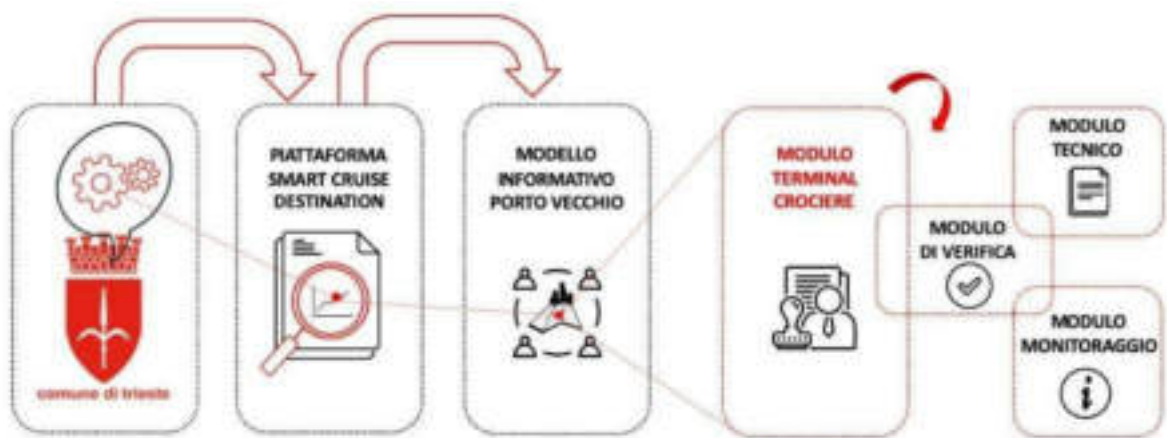 comune di trieste
PIATTAFORMA
SMART CRUISE
DESTINATION
MODELLO
INFORMATIVO
PORTO VECCHIO
MODULO
TERMINAL
CROCIERE
MODULO
DI VERIFICA
MODULO
TECNICO
MODULO
MONITORAGGIO
i